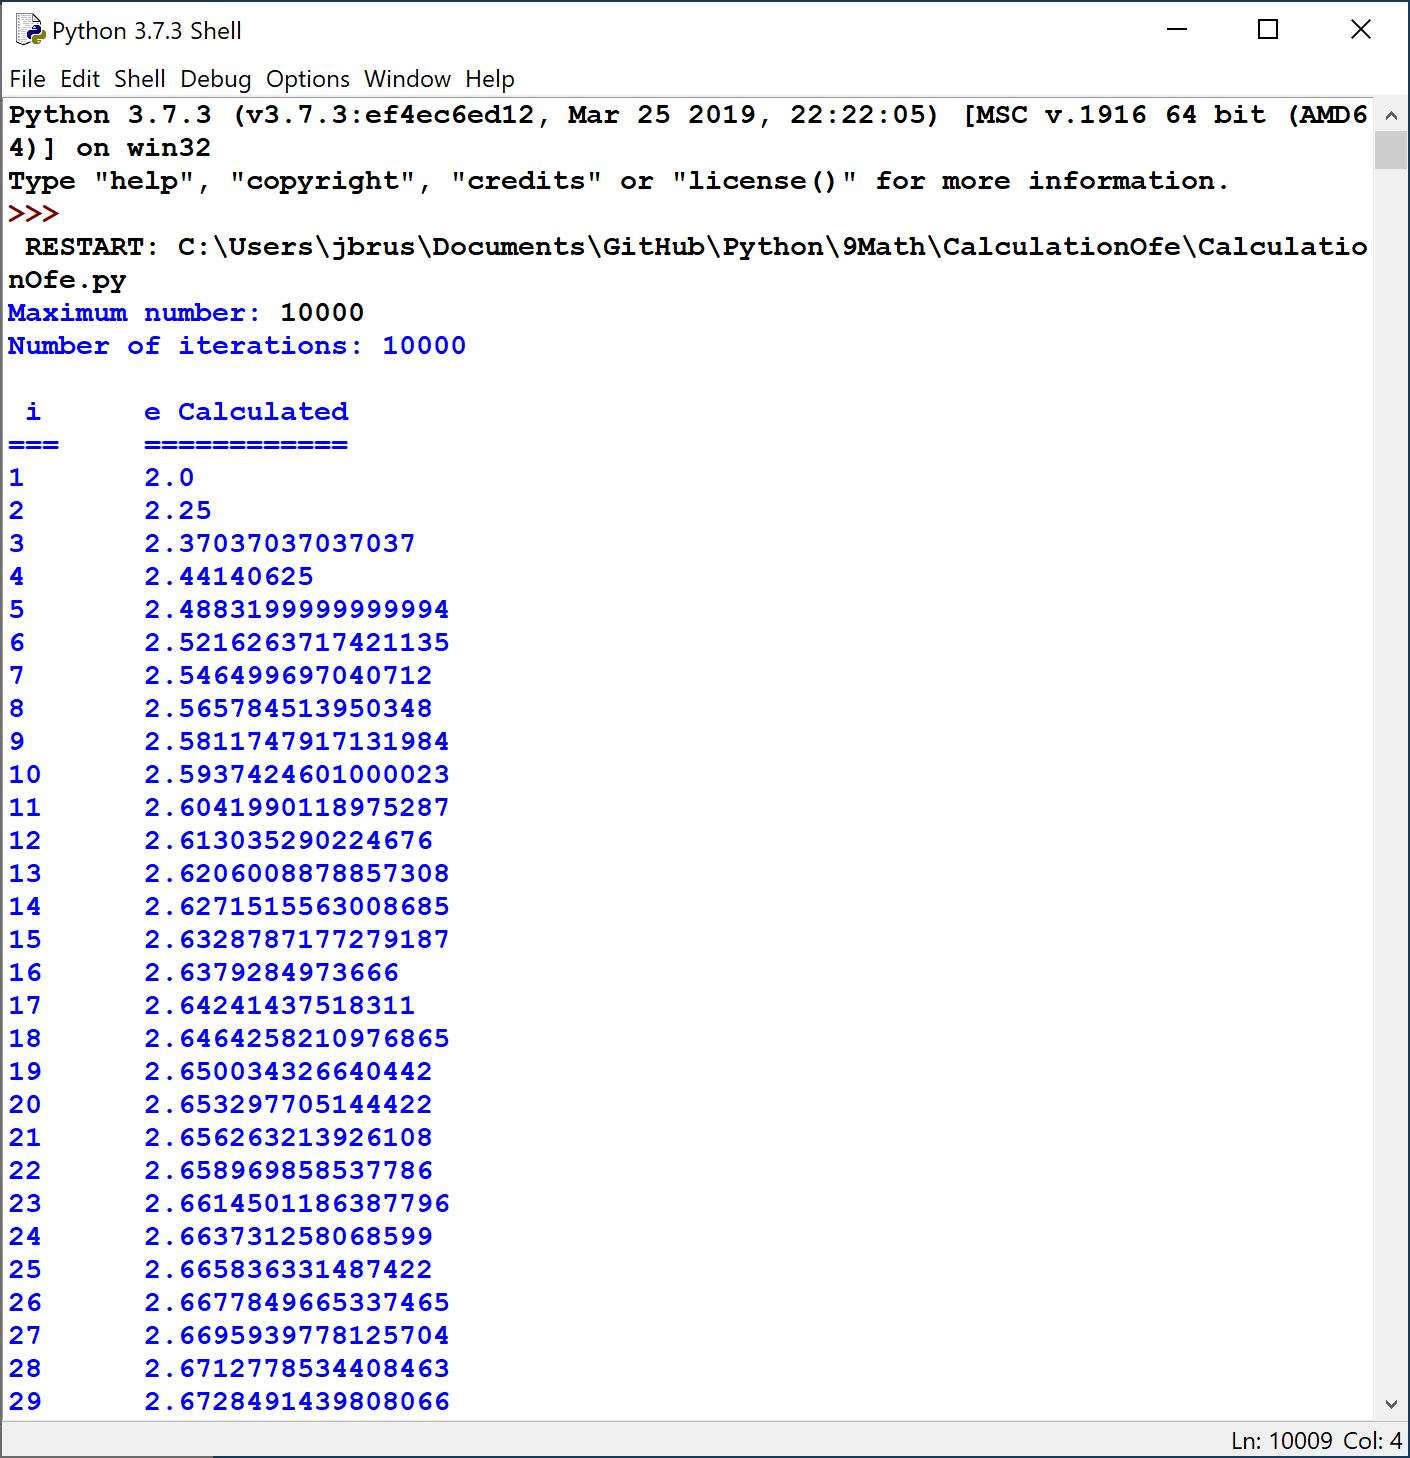 Python 3.7.3 Shell
File Edit Shell Debug Options Window Help
Python 3.7.3 (v3.7.3:ef4ec6ed12, Mar 25 2019, 22:22:05) [MSC v.1916 64 bit (AMD6
4)] on win32
Type "help", "copyright", "credits" or "license()" for more information.
>>>
 RESTART: C:\Users\jbrus\Documents\GitHub\Python\9Math\CalculationOfe\Calculatio
nOfe.py
Maximum number: 10000
Number of iterations: 10000
 i      e Calculated
===     ============
1       2.0
2       2.25
3       2.37037037037037
4       2.44140625
5       2.4883199999999994
6       2.5216263717421135
7       2.546499697040712
8       2.565784513950348
9       2.5811747917131984
10      2.5937424601000023
11      2.6041990118975287
12      2.613035290224676
13      2.6206008878857308
14      2.6271515563008685
15      2.6328787177279187
16      2.6379284973666
17      2.64241437518311
18      2.6464258210976865
19      2.650034326640442
20      2.653297705144422
21      2.656263213926108
22      2.658969858537786
23      2.6614501186387796
24      2.663731258068599
25      2.665836331487422
26      2.6677849665337465
27      2.6695939778125704
28      2.6712778534408463
29      2.6728491439808066
Ln: 10009 Col: 4